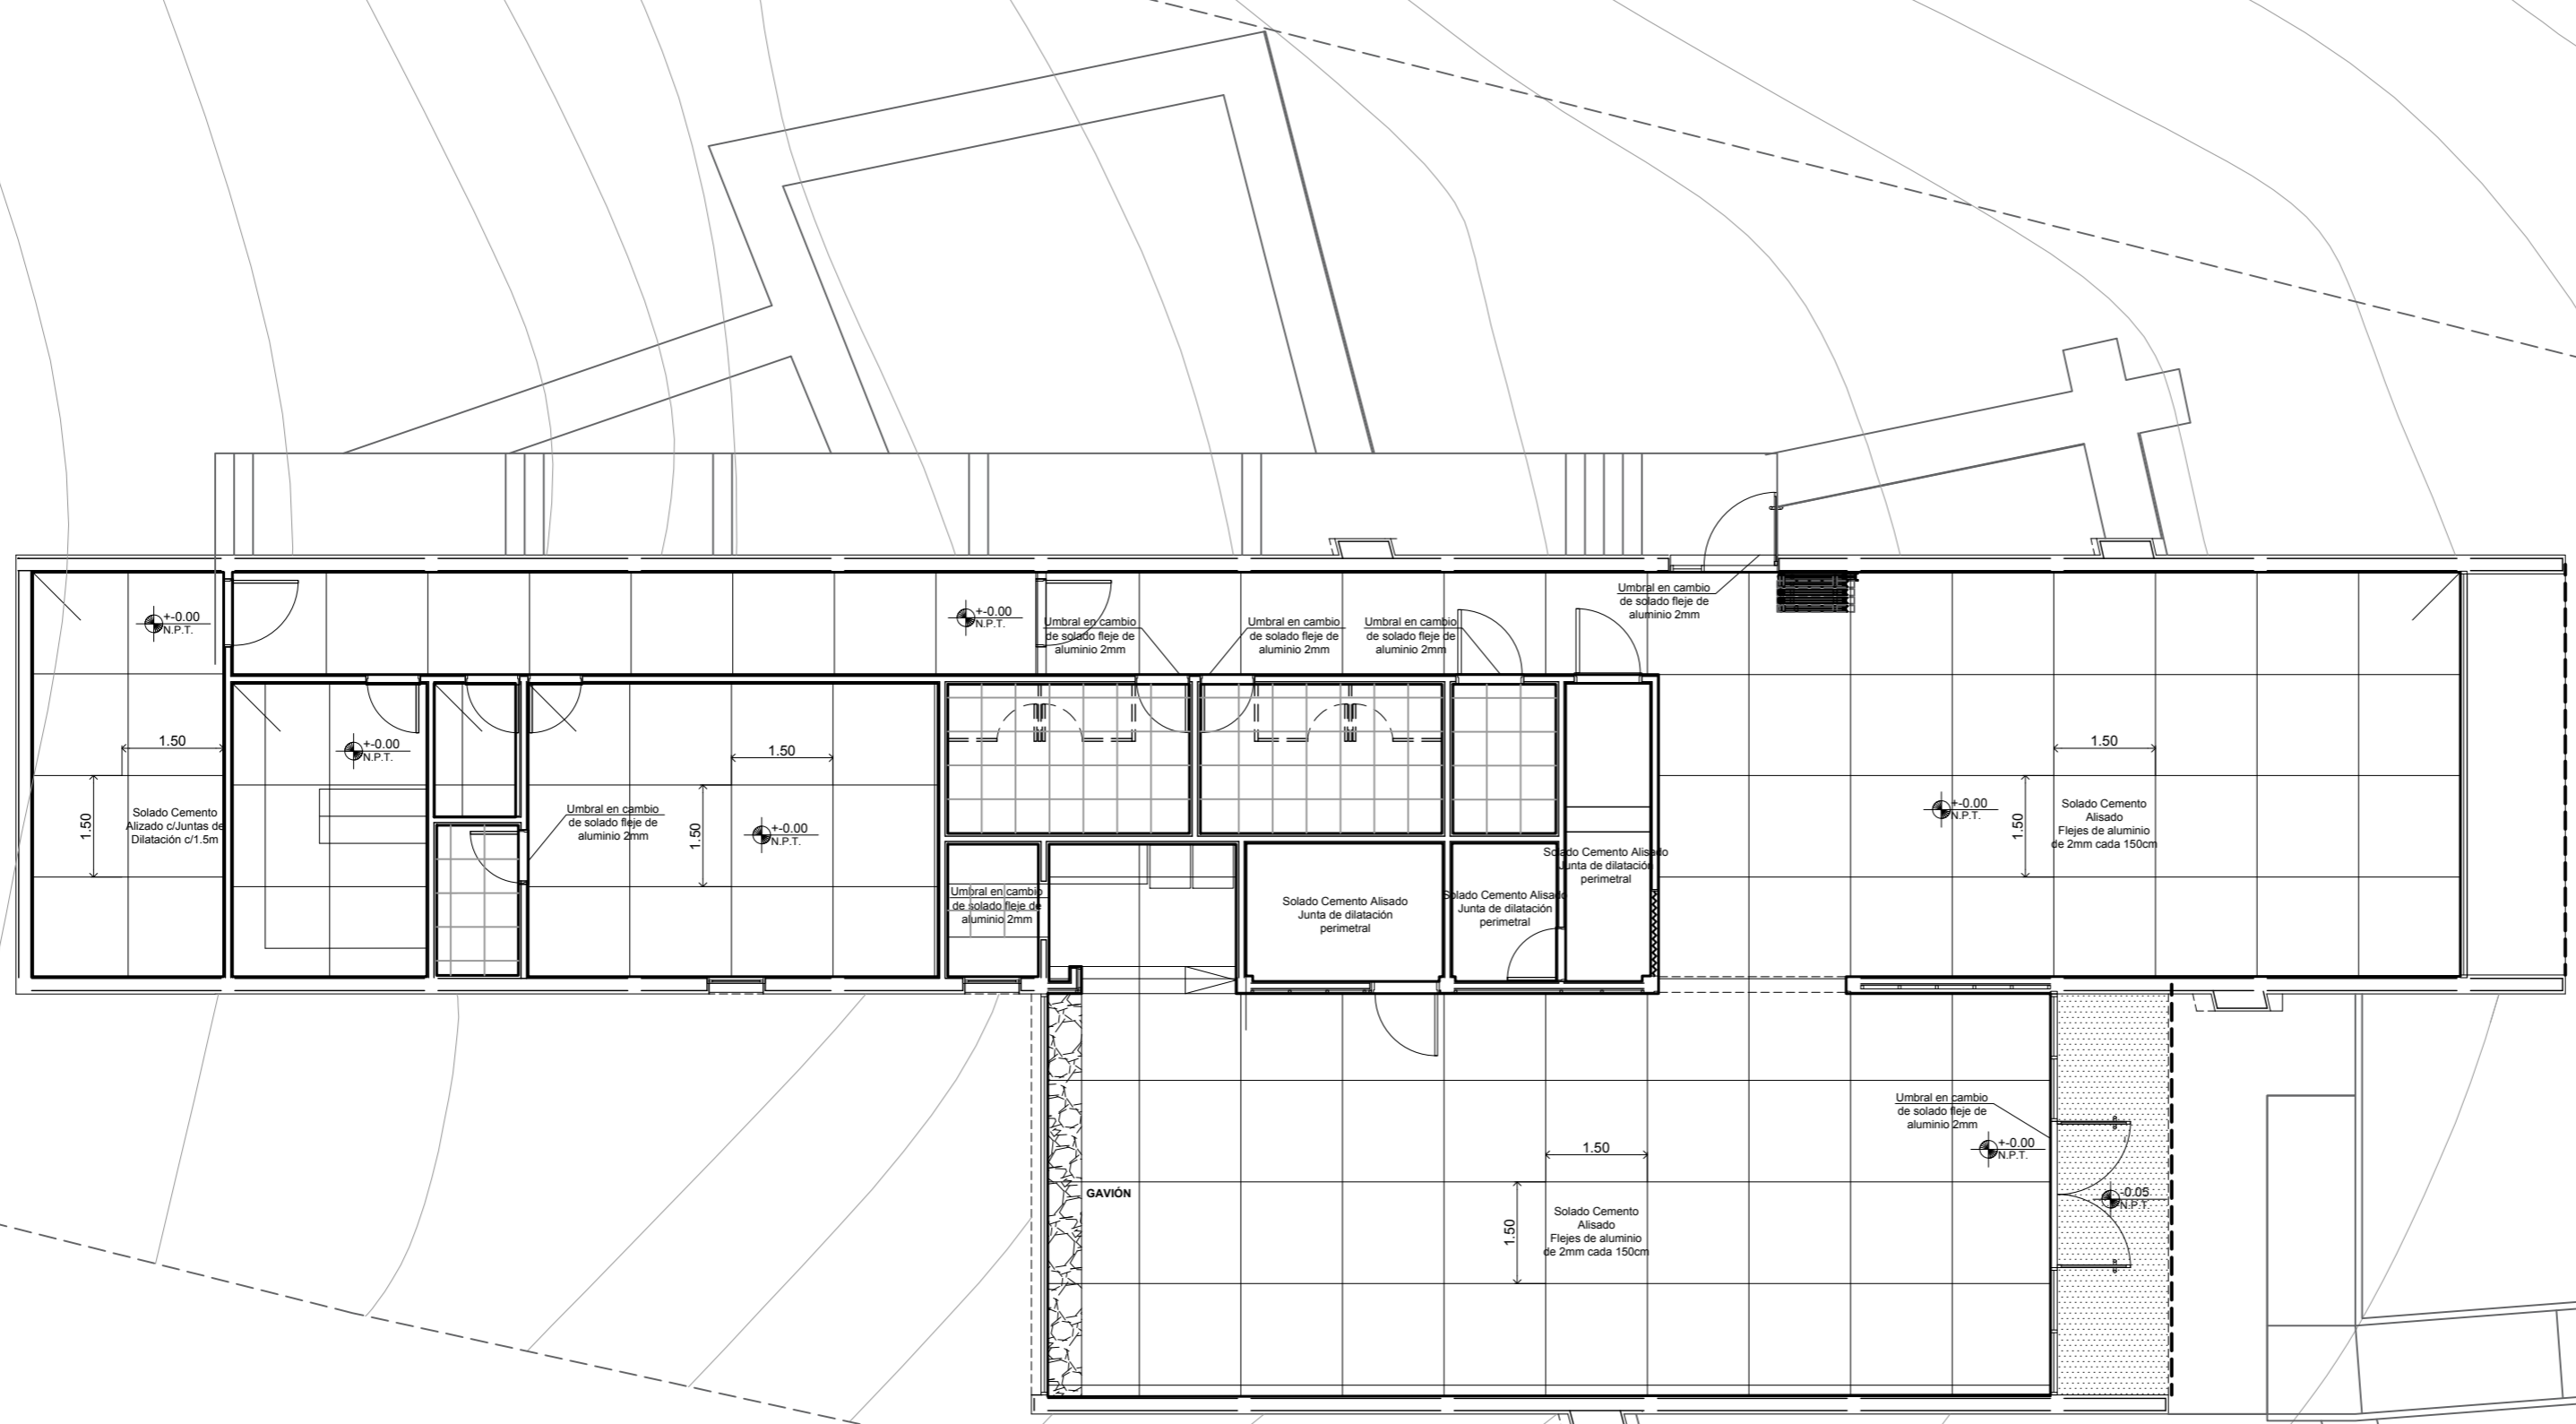 +-0.00
N.P.T.
+-0.00
N.P.T.
Umbral en cambio
de solado fleje de
aluminio 2mm
Umbral en cambio
de solado fleje de
aluminio 2mm
Umbral en cambio
de solado fleje de
aluminio 2mm
Umbral en cambio
de solado fleje de
aluminio 2mm
1.50
1.50
Solado Cemento
Alizado c/Juntas de
Dilatación c/1.5m
+-0.00
N.P.T.
Umbral en cambio
de solado fleje de
aluminio 2mm
1.50
1.50
+-0.00
N.P.T.
Umbral en cambio
de solado fleje de
aluminio 2mm
Solado Cemento Alisado
Junta de dilatación
perimetral
Solado Cemento Alisado
Junta de dilatación
perimetral
Solado Cemento Alisado
Junta de dilatación
perimetral
1.50
+-0.00
N.P.T.
1.50
Solado Cemento
Alisado
Flejes de aluminio
de 2mm cada 150cm
GAVIÓN
1.50
1.50
Solado Cemento
Alisado
Flejes de aluminio
de 2mm cada 150cm
Umbral en cambio
de solado fleje de
aluminio 2mm
+-0.00
N.P.T.
-0.05
N.P.T.